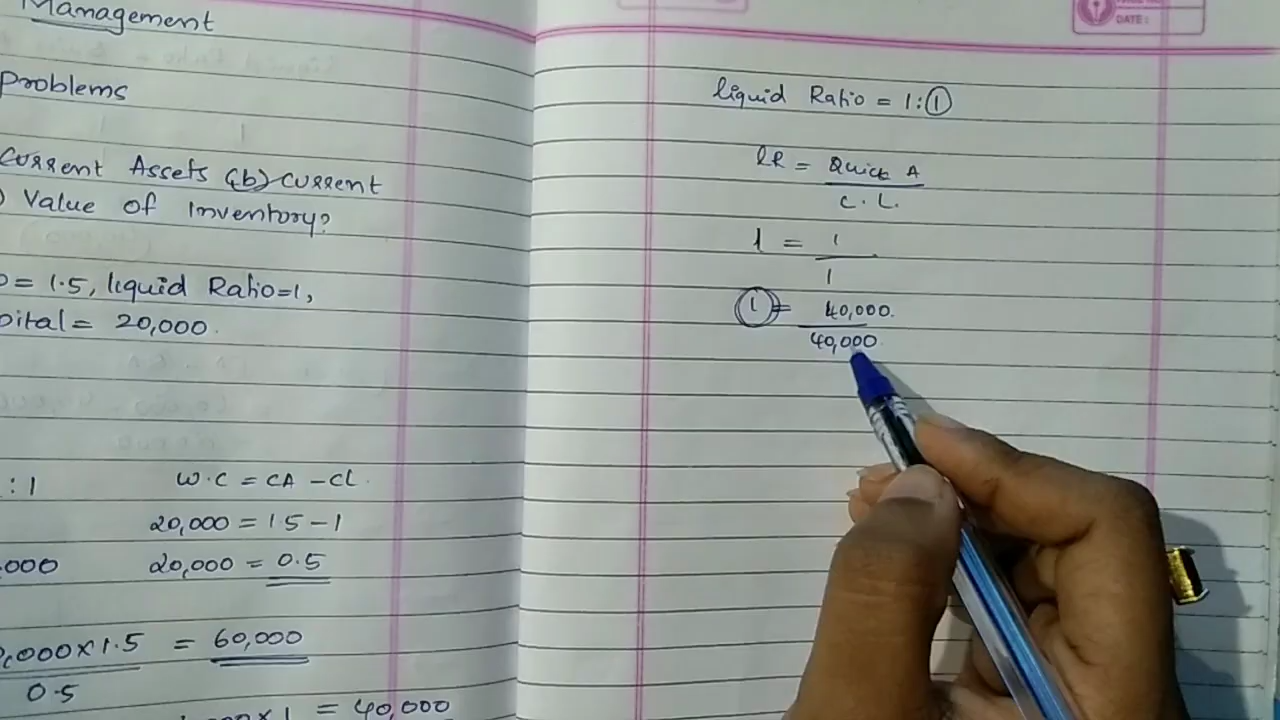 Management
Problems
Current Assets (b) Current
Value of Inventory?
= 1.5, liquid Ratio=1,
pital = 20,000.
: 1
W.C = CA - CL.
20,000 = 1 5 - 1
.000
20,000 = 0.5
,000 x 1.5 = 60,000
0.5
x 1 = 40,000
DATE:
liquid Ratio = 1:1
LR = Quick A
C. L.
1 = 1
1
1 = 40,000.
40,000